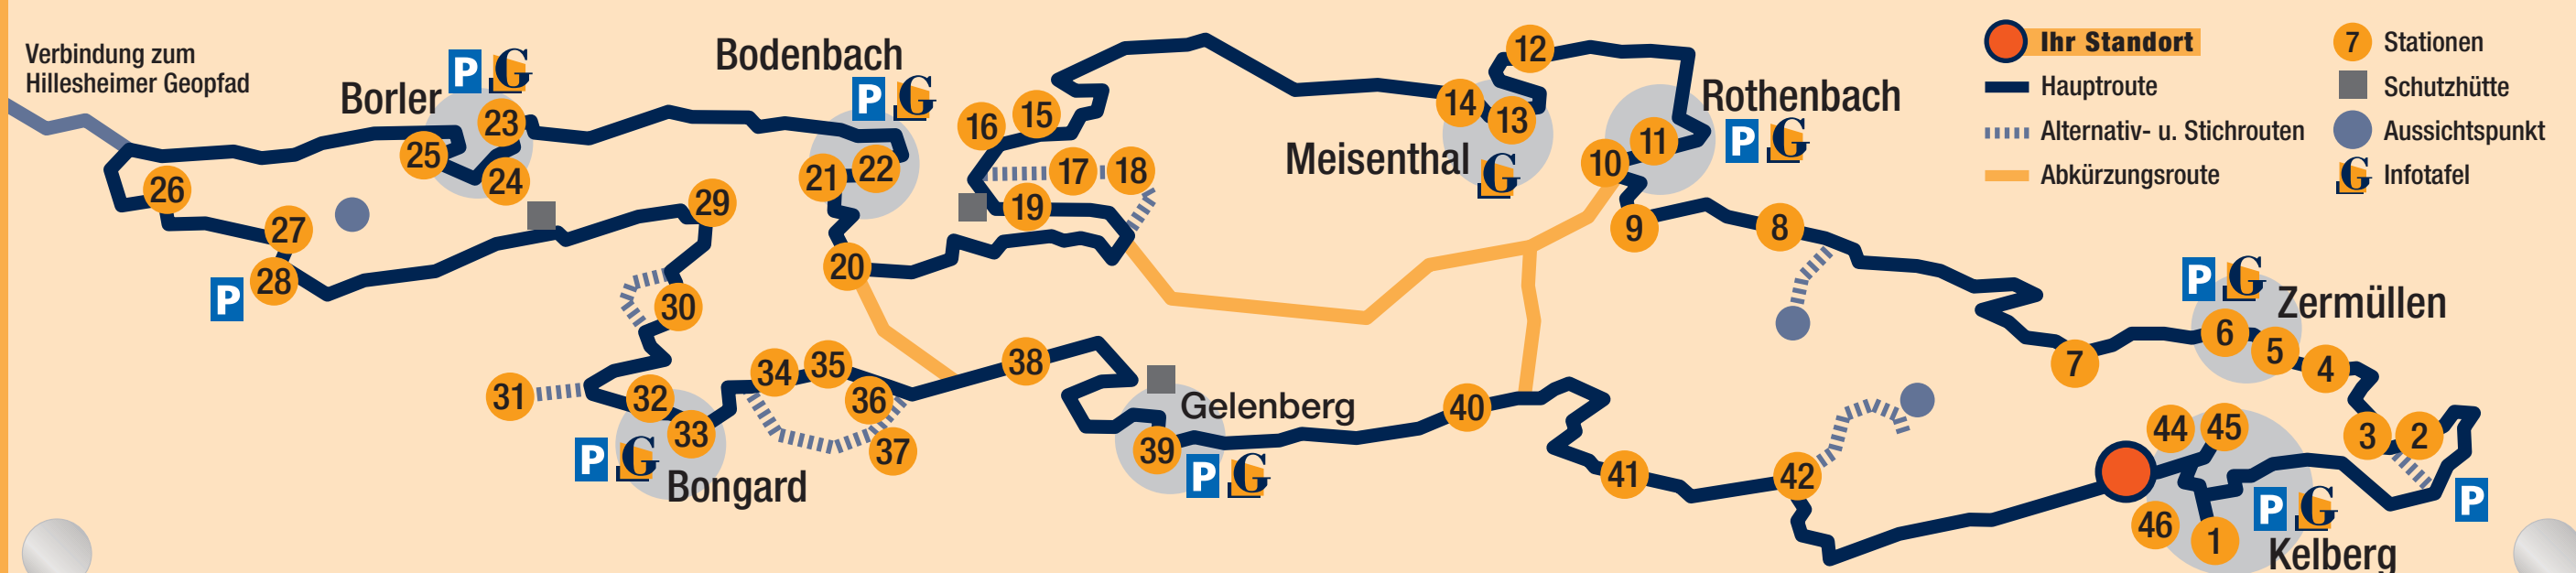 Verbindung zum
Hillesheimer Geopfad
Borler
P G
23
25
24
26
27
28
P
29
30
31
32
33
P G
Bongard
Bodenbach
P G
21
22
20
34
35
36
37
38
16
15
17
18
19
Gelenberg
39
P G
40
12
14
13
Meisenthal
G
Rothenbach
P G
11
10
9
8
41
42
7
P G
Zermüllen
6
5
4
3
2
P
44
45
46
1
P G
Kelberg
Ihr Standort
Hauptroute
Alternativ- u. Stichrouten
Abkürzungsroute
7 Stationen
Schutzhütte
Aussichtspunkt
G Infotafel